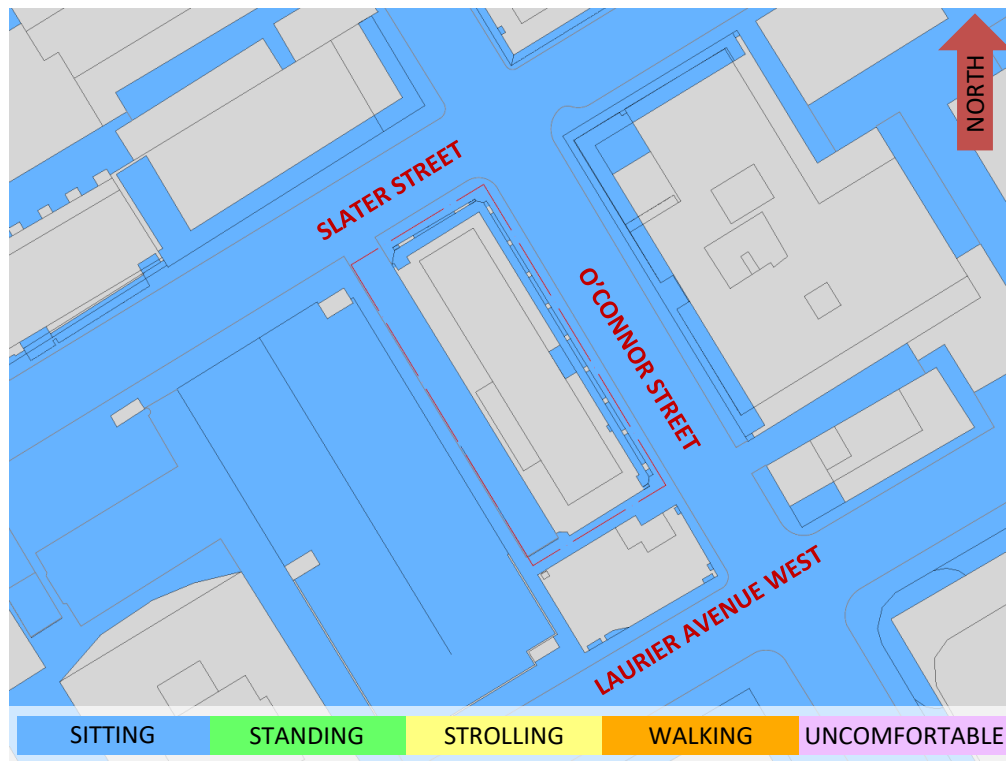 NORTH
SLATER STREET
O'CONNOR STREET
LAURIER AVENUE WEST
SITTING
STANDING
STROLLING
WALKING
UNCOMFORTABLE